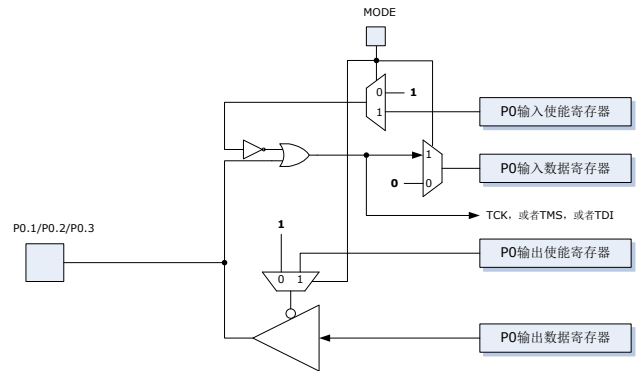 MODE
0
1
1
P0输入使能寄存器
1
P0输入数据寄存器
0
0
TCK，或者TMS，或者TDI
P0.1/P0.2/P0.3
1
0 1
P0输出使能寄存器
P0输出数据寄存器